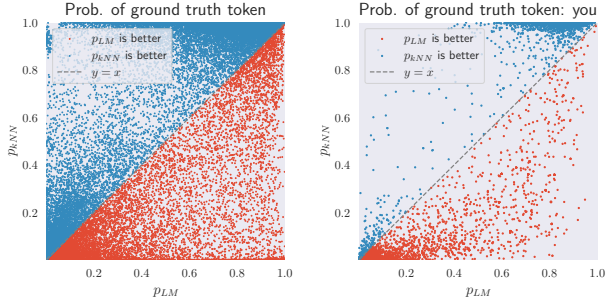 Prob. of ground truth token
p_kNN
1.0
0.8
0.6
0.4
0.2
p_LM is better
p_kNN is better
y = x
0.2 0.4 0.6 0.8 1.0
p_LM
Prob. of ground truth token: you
p_kNN
1.0
0.8
0.6
0.4
0.2
p_LM is better
p_kNN is better
y = x
0.2 0.4 0.6 0.8 1.0
p_LM